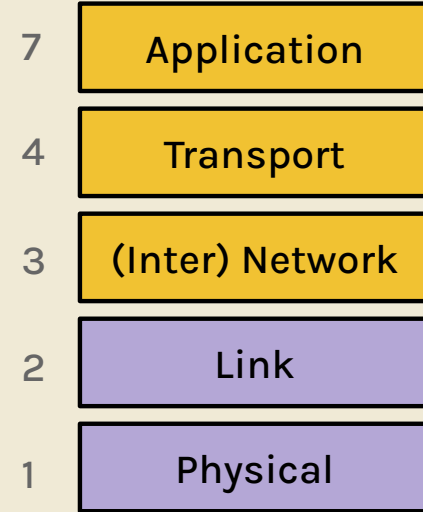 7 Application
4 Transport
3 (Inter) Network
2 Link
1 Physical